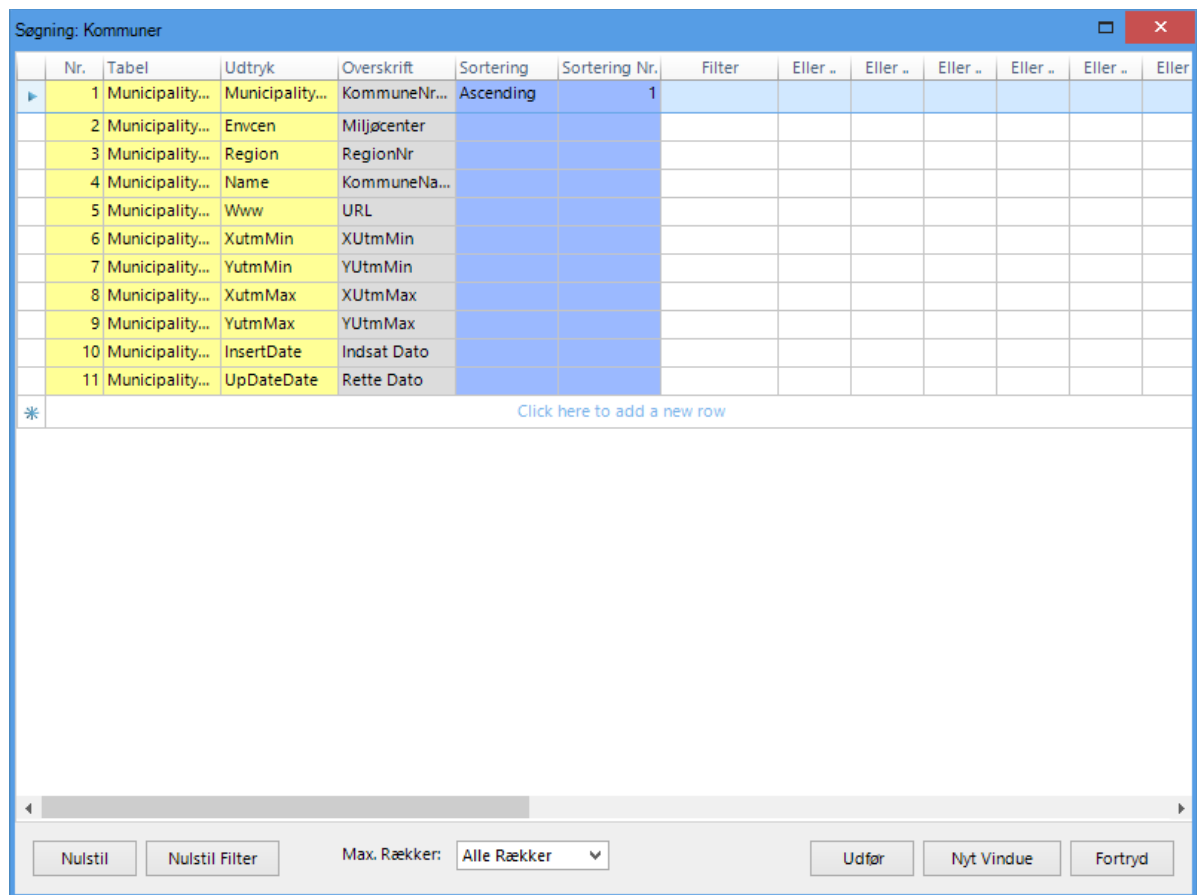 Søgning: Kommuner
Nr. Tabel Udtryk Overskrift Sortering Sortering Nr. Filter Eller .. Eller .. Eller .. Eller .. Eller .. Eller
1 Municipality... Municipality... KommuneNr... Ascending 1
2 Municipality... Envcen Miljøcenter
3 Municipality... Region RegionNr
4 Municipality... Name KommuneNa...
5 Municipality... Www URL
6 Municipality... XutmMin XUtmMin
7 Municipality... YutmMin YUtmMin
8 Municipality... XutmMax XUtmMax
9 Municipality... YutmMax YUtmMax
10 Municipality... InsertDate Indsat Dato
11 Municipality... UpDateDate Rette Dato
Click here to add a new row
Nulstil Nulstil Filter Max. Rækker: Alle Rækker Udfør Nyt Vindue Fortryd